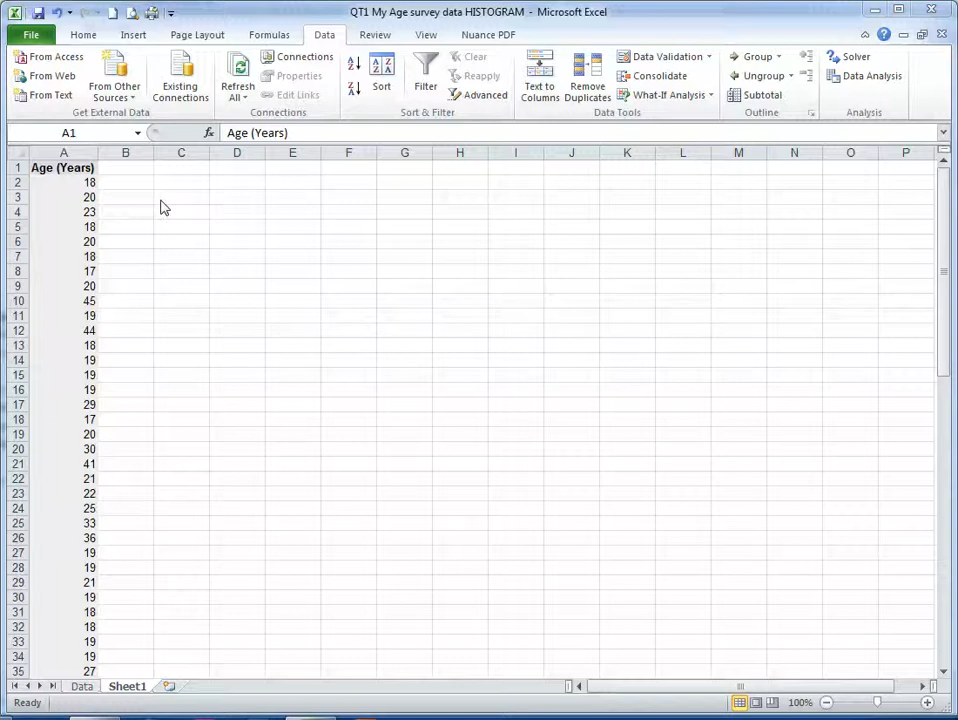 QT1 My Age survey data HISTOGRAM - Microsoft Excel
File Home Insert Page Layout Formulas Data Review View Nuance PDF
From Access
From Web
From Text
From Other Sources
Existing Connections
Get External Data
Refresh All
Connections
Properties
Edit Links
Connections
Sort
Filter
Clear
Reapply
Advanced
Sort & Filter
Text to Columns
Remove Duplicates
Data Validation
Consolidate
What-If Analysis
Data Tools
Group
Ungroup
Subtotal
Outline
Solver
Data Analysis
Analysis
A1 fx Age (Years)
A B C D E F G H I J K L M N O P
1 Age (Years)
2 18
3 20
4 23
5 18
6 20
7 18
8 17
9 20
10 45
11 19
12 44
13 18
14 19
15 19
16 19
17 29
18 17
19 20
20 30
21 41
22 21
23 22
24 25
25 33
26 36
27 19
28 19
29 21
30 19
31 18
32 18
33 19
34 19
35 27
Data Sheet1
Ready 100%